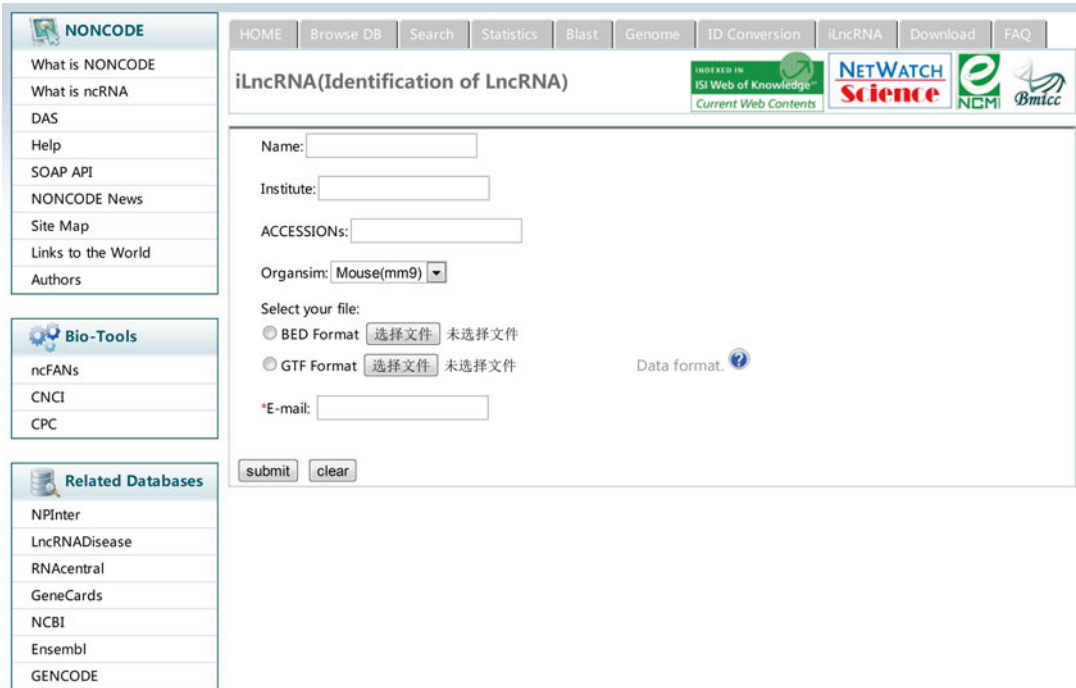 NONCODE
What is NONCODE
What is ncRNA
DAS
Help
SOAP API
NONCODE News
Site Map
Links to the World
Authors
Bio-Tools
ncFANs
CNCI
CPC
Related Databases
NPInter
LncRNADisease
RNAcentral
GeneCards
NCBI
Ensembl
GENCODE
HOME Browse DB Search Statistics Blast Genome ID Conversion iLncRNA Download FAQ
iLncRNA(Identification of LncRNA)
INDEXED IN
ISI Web of Knowledge℠
Current Web Contents
NETWATCH
Science
NCMI
Bmicc
Name:
Institute:
ACCESSIONs:
Organsim: Mouse(mm9)
Select your file:
BED Format 选择文件 未选择文件
GTF Format 选择文件 未选择文件 Data format. ?
*E-mail:
submit clear